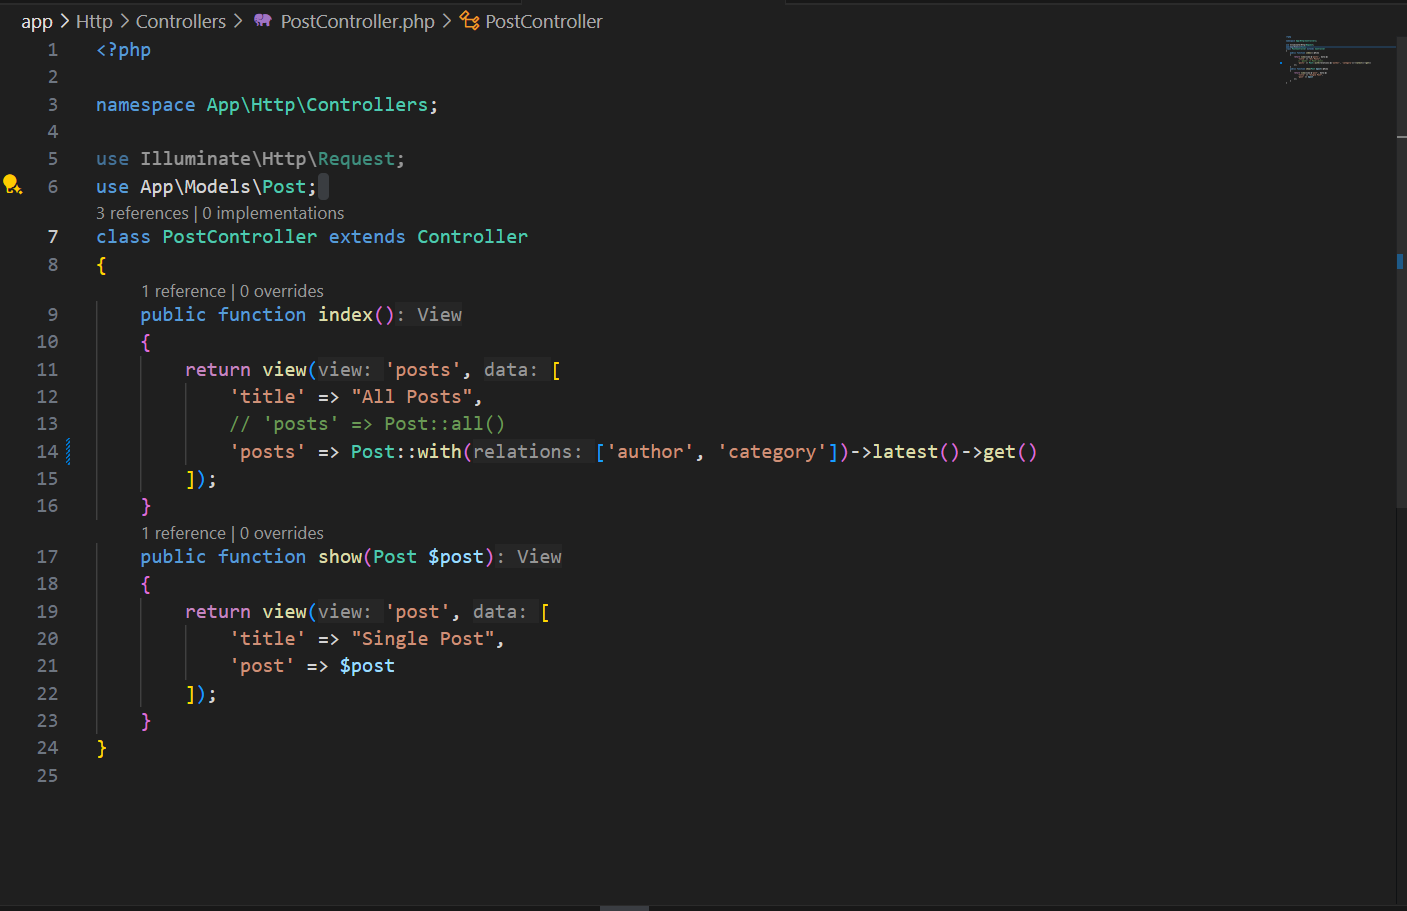 app > Http > Controllers > PostController.php > PostController
1 <?php
2
3 namespace App\Http\Controllers;
4
5 use Illuminate\Http\Request;
6 use App\Models\Post;
3 references | 0 implementations
7 class PostController extends Controller
8 {
1 reference | 0 overrides
9 public function index(): View
10 {
11 return view(view: 'posts', data: [
12 'title' => "All Posts",
13 // 'posts' => Post::all()
14 'posts' => Post::with(relations: ['author', 'category'])->latest()->get()
15 ]);
16 }
1 reference | 0 overrides
17 public function show(Post $post): View
18 {
19 return view(view: 'post', data: [
20 'title' => "Single Post",
21 'post' => $post
22 ]);
23 }
24 }
25